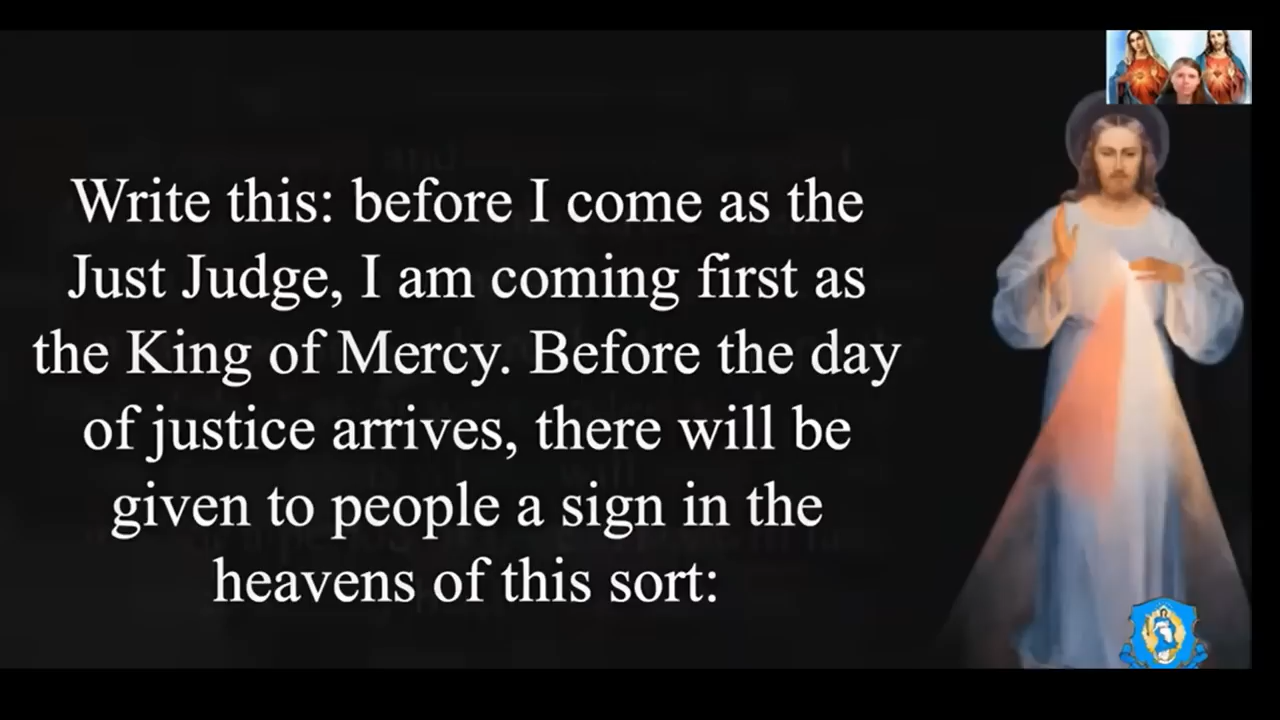 Write this: before I come as the
Just Judge, I am coming first as
the King of Mercy. Before the day
of justice arrives, there will be
given to people a sign in the
heavens of this sort: